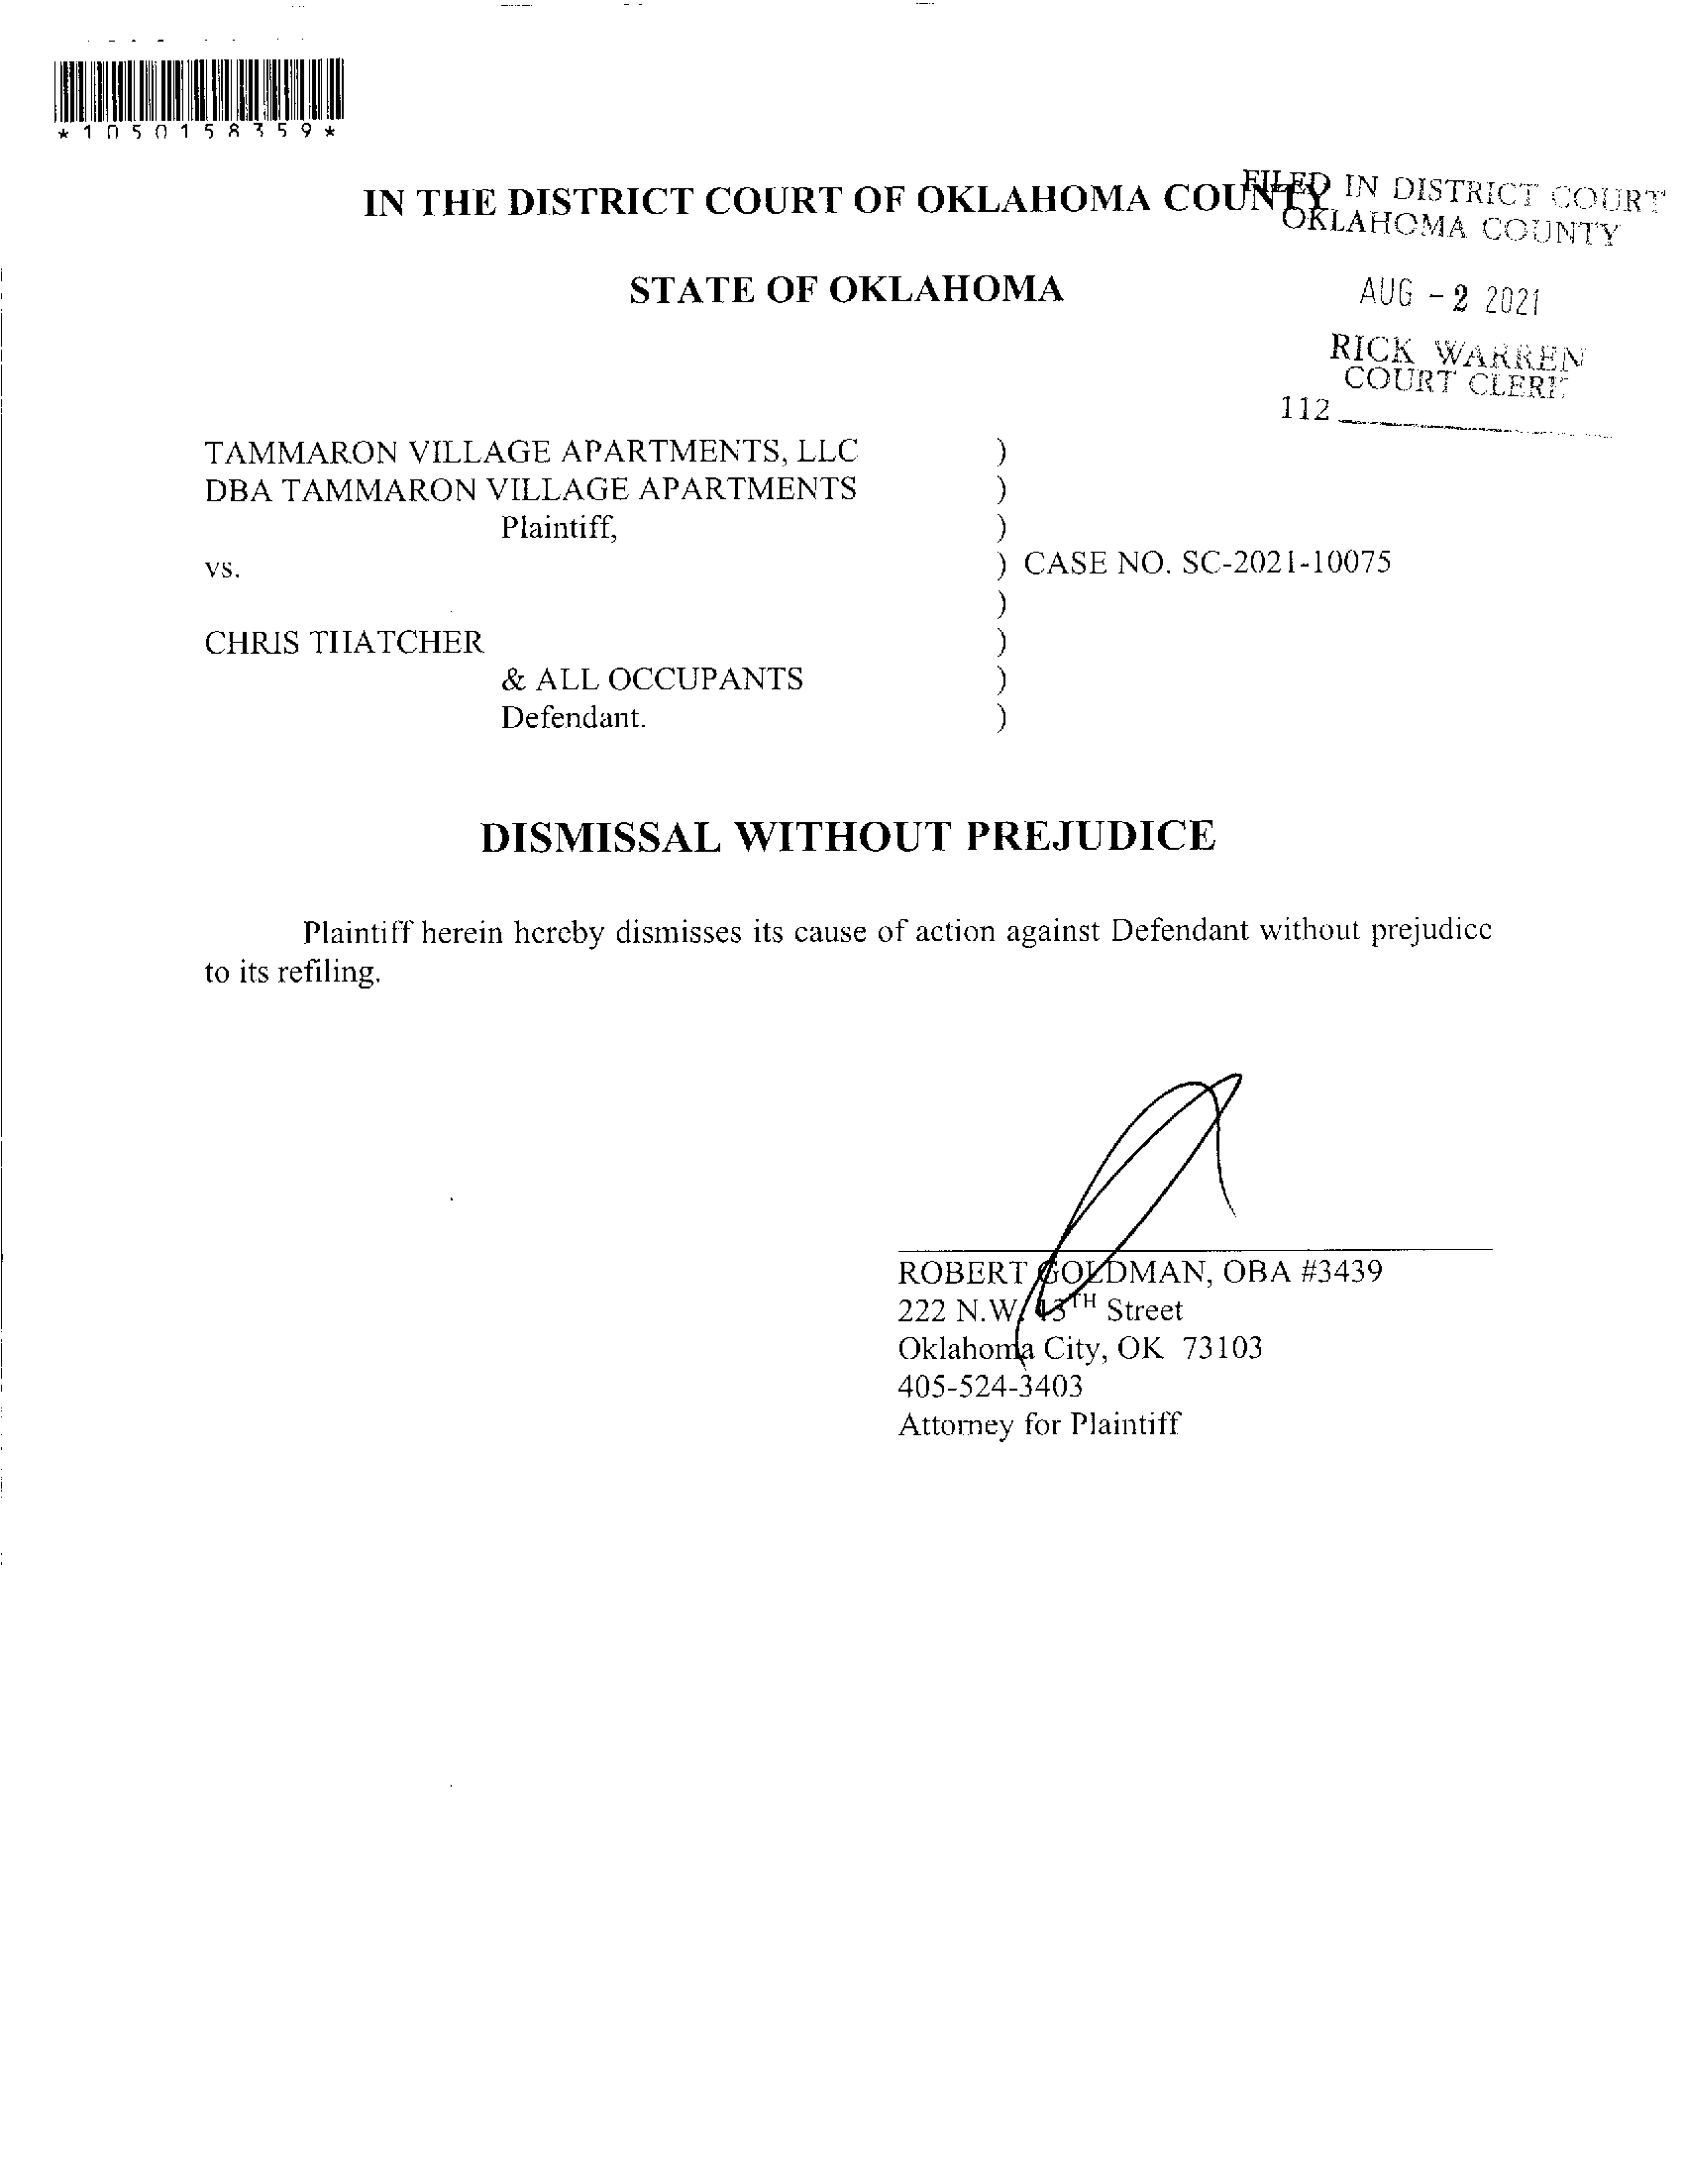 *1050158359*
IN THE DISTRICT COURT OF OKLAHOMA COUNTY
FILED IN DISTRICT COURT
OKLAHOMA COUNTY
STATE OF OKLAHOMA
AUG - 2 2021
RICK WARREN
COURT CLERK
112
TAMMARON VILLAGE APARTMENTS, LLC )
DBA TAMMARON VILLAGE APARTMENTS )
Plaintiff, )
vs. ) CASE NO. SC-2021-10075
)
CHRIS THATCHER )
& ALL OCCUPANTS )
Defendant. )
DISMISSAL WITHOUT PREJUDICE
Plaintiff herein hereby dismisses its cause of action against Defendant without prejudice
to its refiling.
ROBERT GOLDMAN, OBA #3439
222 N.W. 13TH Street
Oklahoma City, OK 73103
405-524-3403
Attorney for Plaintiff